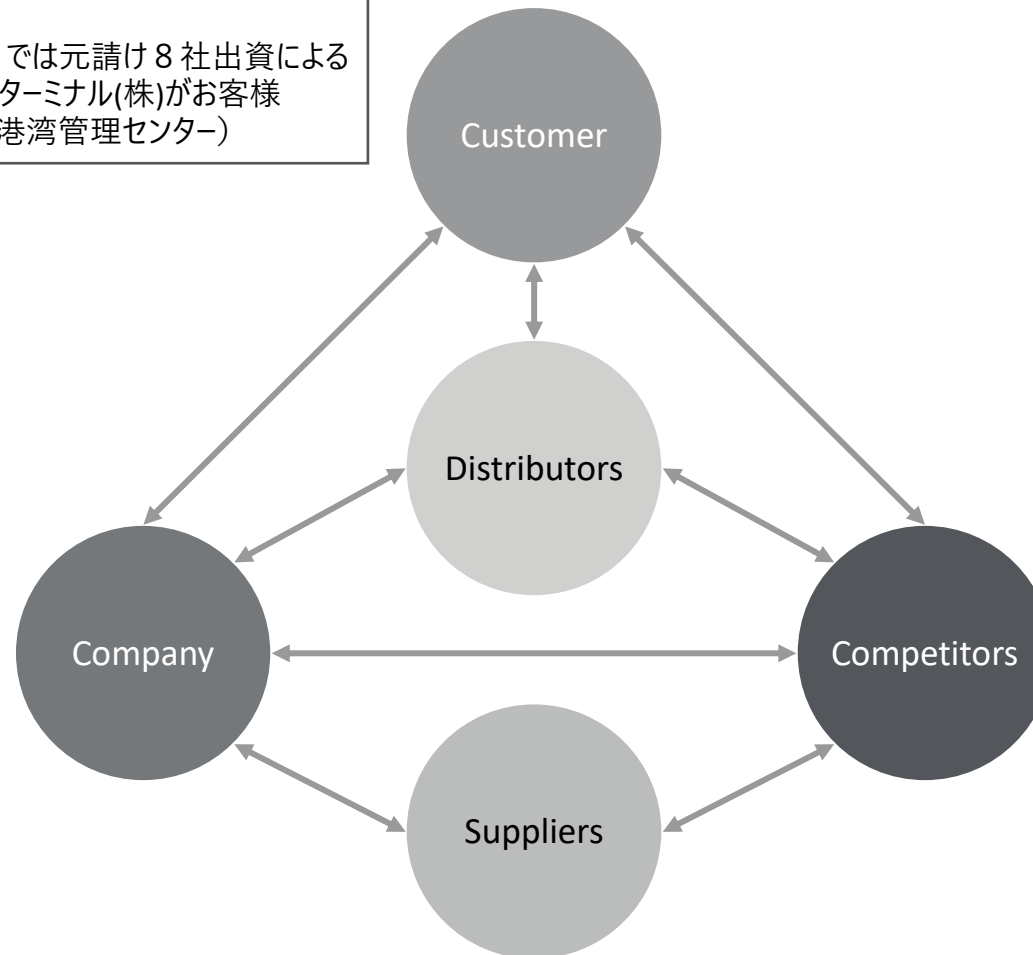 では元請け８社出資による
ターミナル(株)がお客様
港湾管理センター）
Customer
Distributors
Company
Competitors
Suppliers